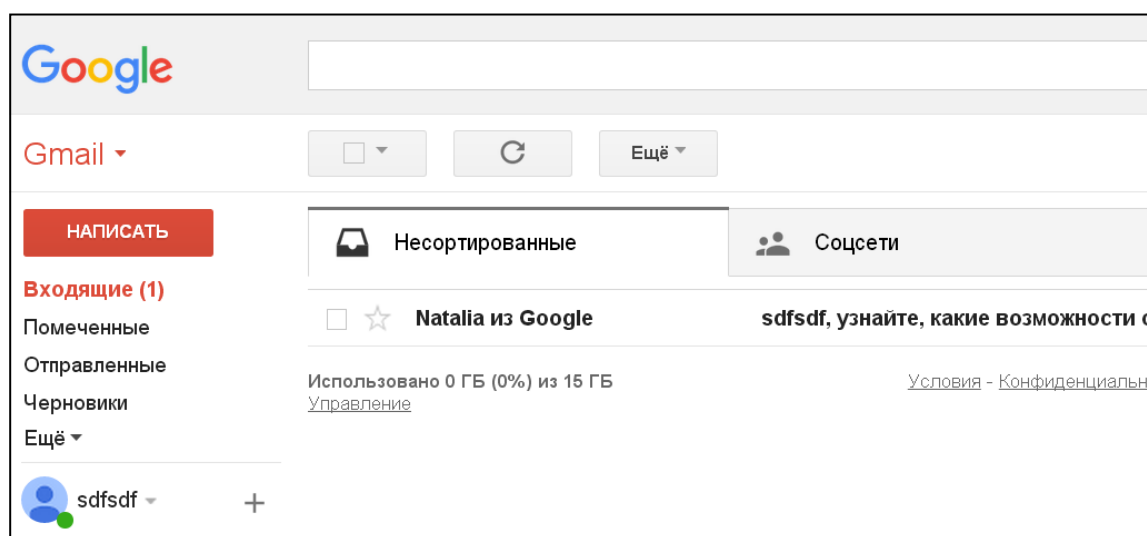 Google
Gmail
Ещё
НАПИСАТЬ
Несортированные
Соцсети
Входящие (1)
Помеченные
Natalia из Google
sdfsdf, узнайте, какие возможности
Отправленные
Использовано 0 ГБ (0%) из 15 ГБ
Условия - Конфиденциальн
Управление
Черновики
Ещё
sdfsdf